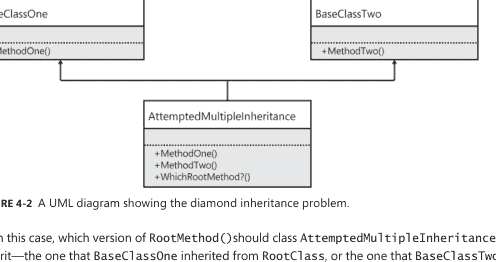 eClassOne
BaseClassTwo
MethodOne()
+MethodTwo()
AttemptedMultipleInheritance
+MethodOne()
+MethodTwo()
+WhichRootMethod?()
RE 4-2 A UML diagram showing the diamond inheritance problem.
n this case, which version of RootMethod()should class AttemptedMultipleInheritance
rit—the one that BaseClassOne inherited from RootClass, or the one that BaseClassTwo